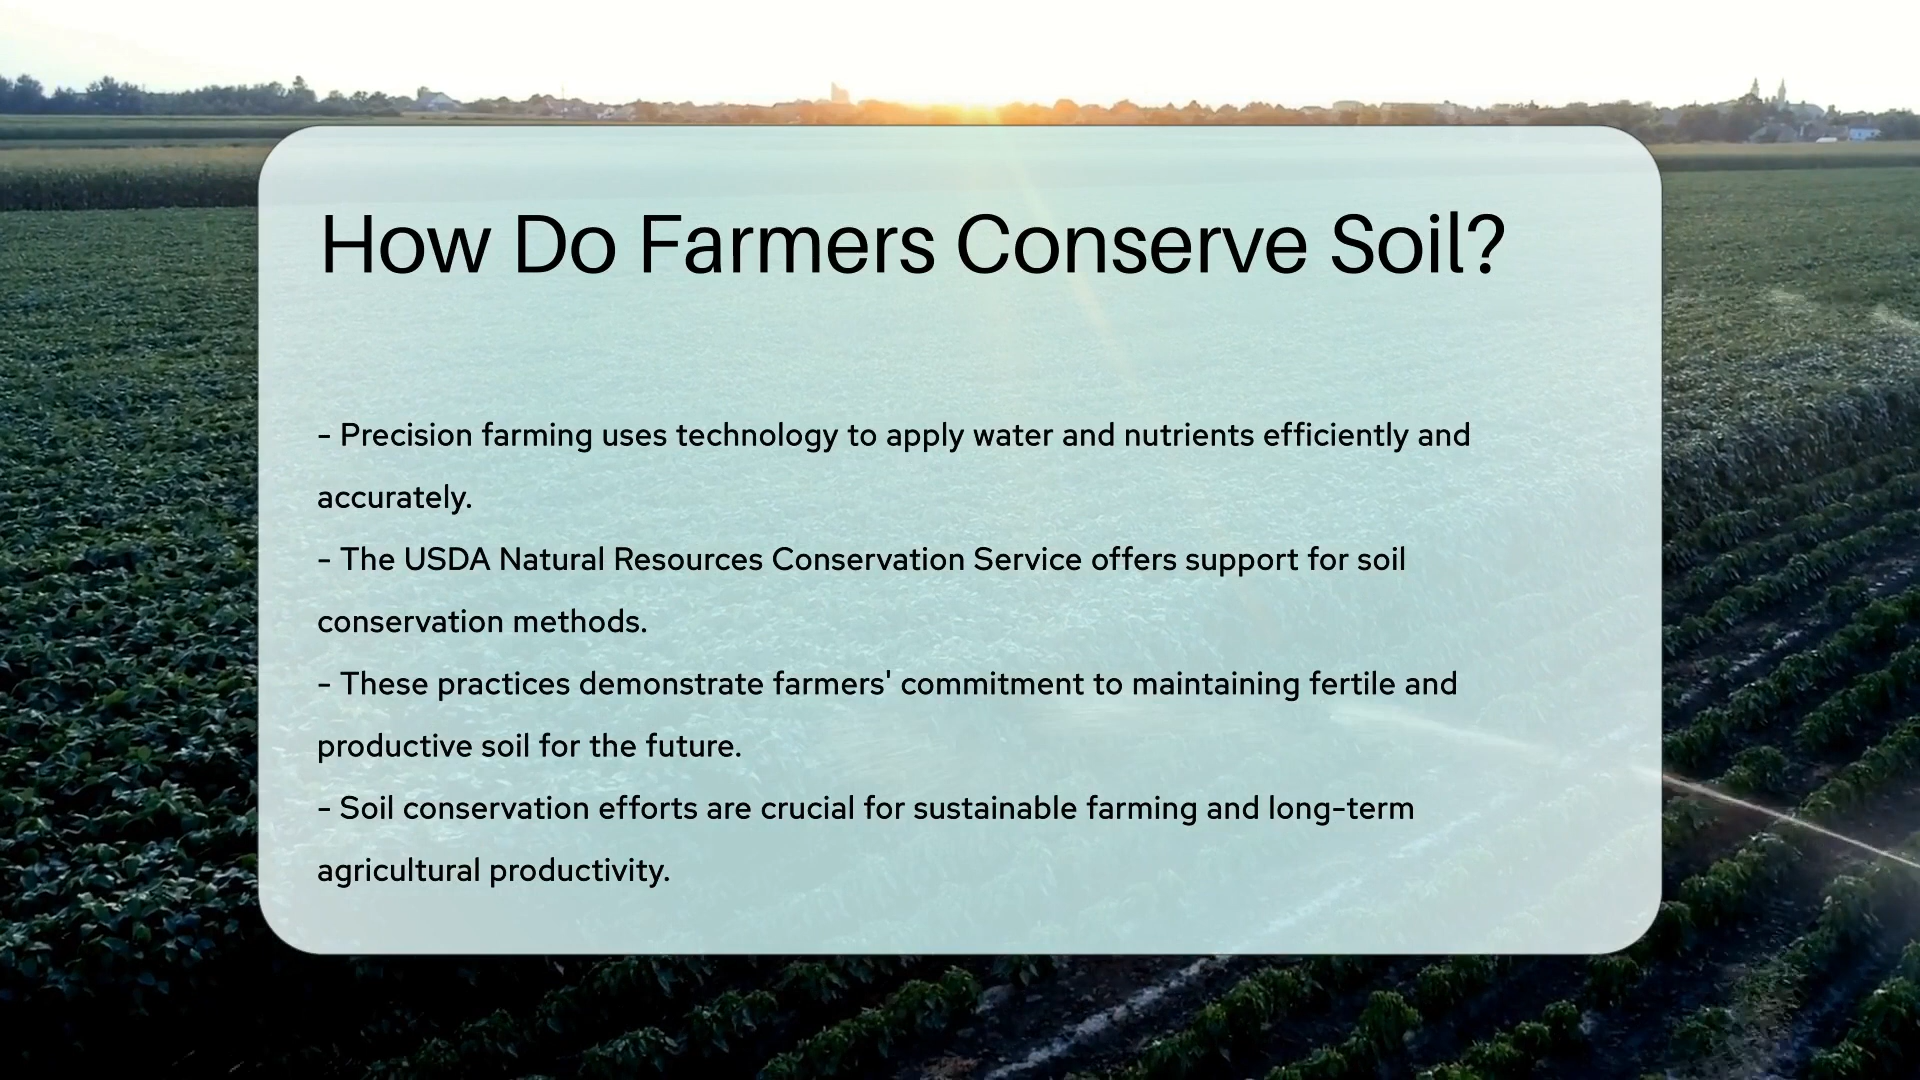 How Do Farmers Conserve Soil?
- Precision farming uses technology to apply water and nutrients efficiently and
accurately.
- The USDA Natural Resources Conservation Service offers support for soil
conservation methods.
- These practices demonstrate farmers' commitment to maintaining fertile and
productive soil for the future.
- Soil conservation efforts are crucial for sustainable farming and long-term
agricultural productivity.